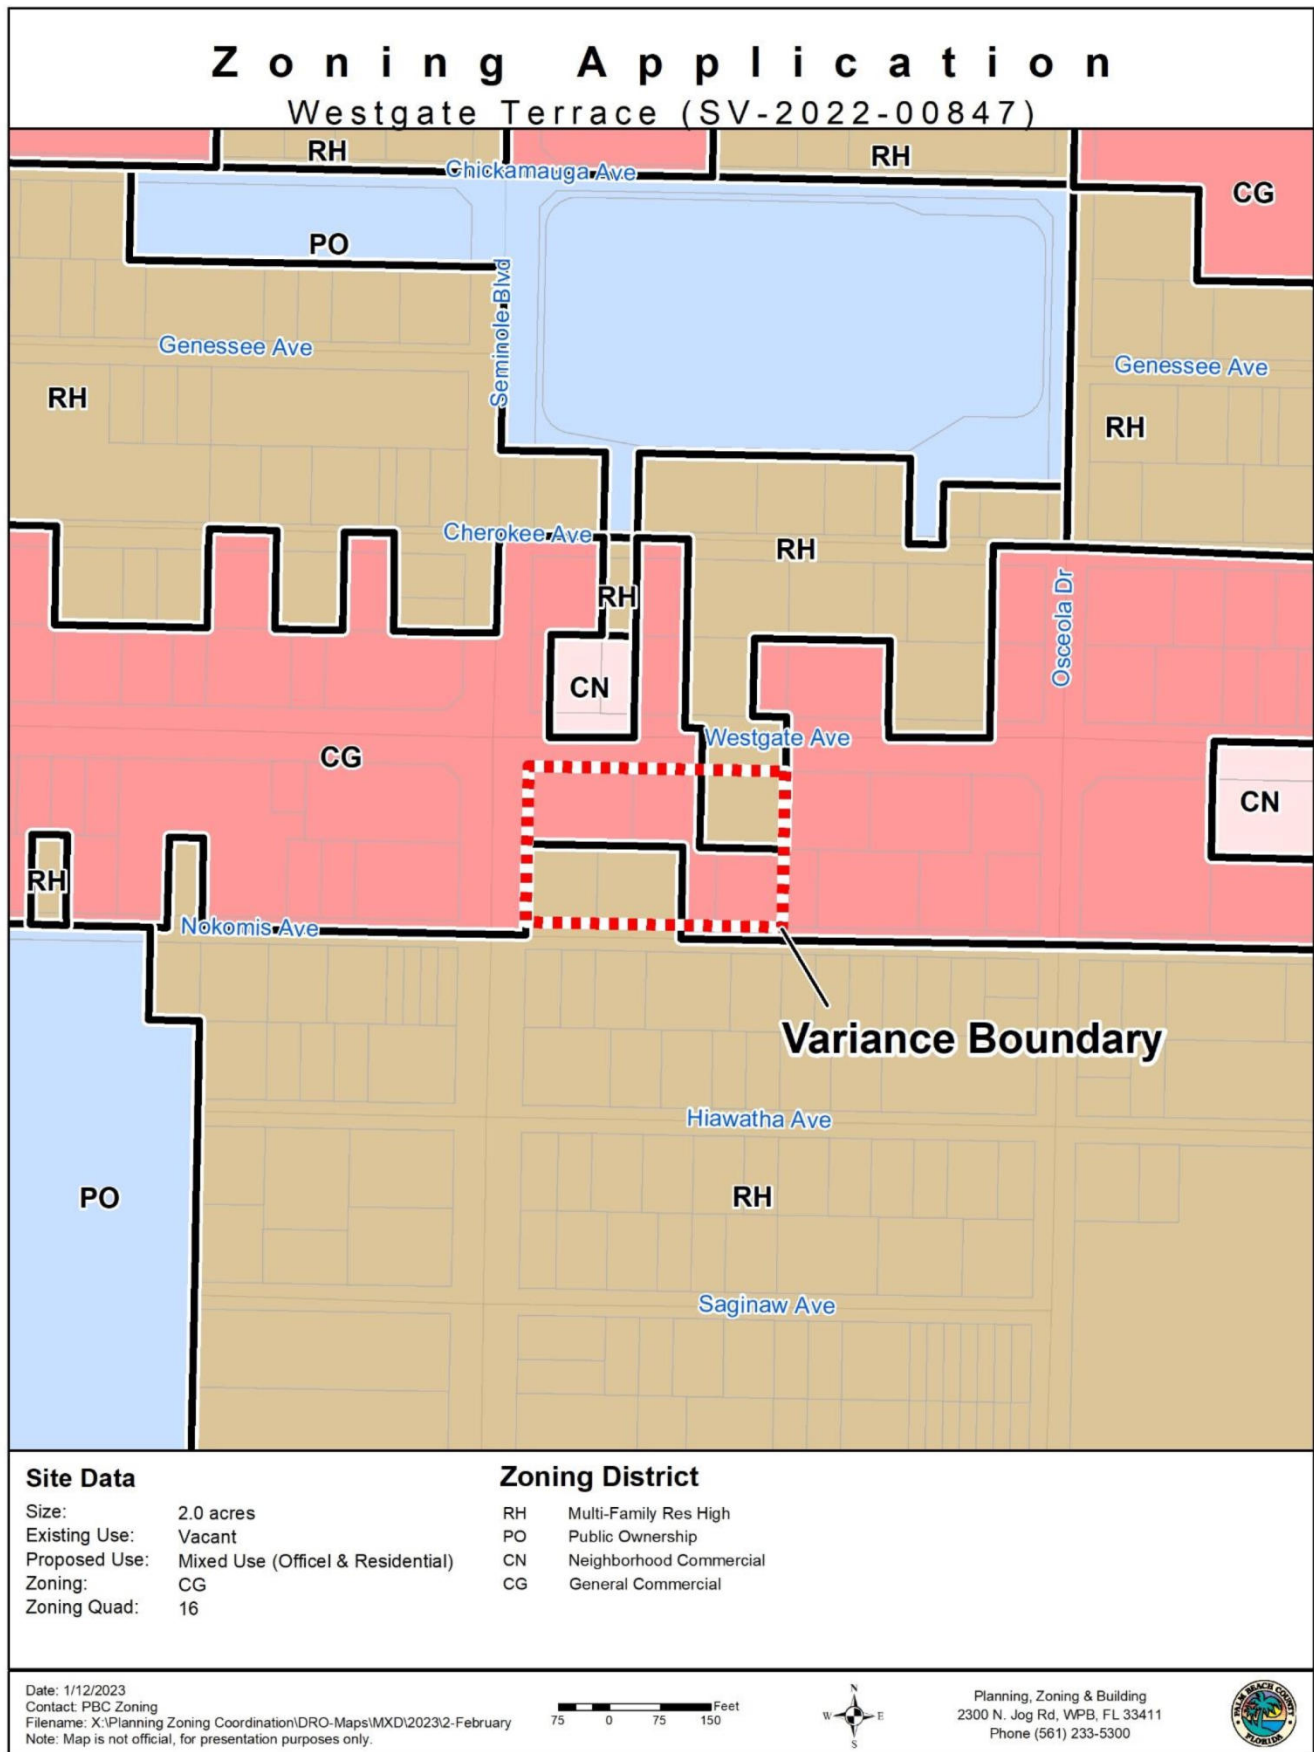 Zoning Application
Westgate Terrace (SV-2022-00847)
RH
RH
Chickamauga Ave
CG
PO
Seminole Blvd
Genessee Ave
Genessee Ave
RH
RH
Cherokee Ave
RH
RH
Osceola Dr
CN
Westgate Ave
CG
CN
RH
Nokomis Ave
Variance Boundary
Hiawatha Ave
PO
RH
Saginaw Ave
Site Data
Size: 2.0 acres
Existing Use: Vacant
Proposed Use: Mixed Use (Officel & Residential)
Zoning: CG
Zoning Quad: 16
Zoning District
RH Multi-Family Res High
PO Public Ownership
CN Neighborhood Commercial
CG General Commercial
Date: 1/12/2023
Contact: PBC Zoning
Filename: X:\Planning Zoning Coordination\DRO-Maps\MXD\2023\2-February
Note: Map is not official, for presentation purposes only.
Feet
75 0 75 150
N
W E
S
Planning, Zoning & Building
2300 N. Jog Rd, WPB, FL 33411
Phone (561) 233-5300
PALM BEACH COUNTY
FLORIDA